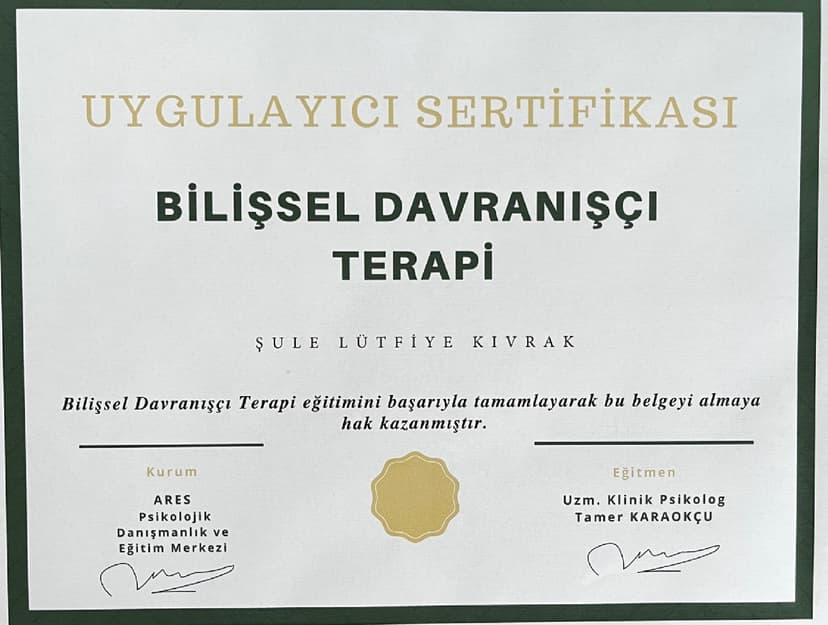 UYGULAYICI SERTİFİKASI
BİLİŞSEL DAVRANIŞÇI
TERAPİ
ŞULE LÜTFİYE KIVRAK
Bilişsel Davranışçı Terapi eğitimini başarıyla tamamlayarak bu belgeyi almaya
hak kazanmıştır.
Kurum
ARES
Psikolojik
Danışmanlık ve
Eğitim Merkezi
Eğitmen
Uzm. Klinik Psikolog
Tamer KARAOKÇU